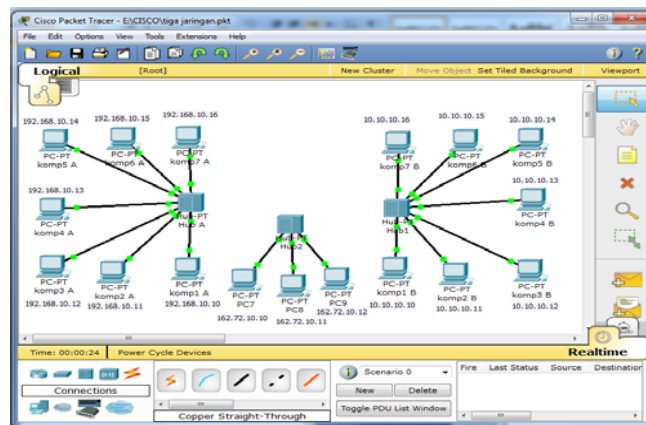 Cisco Packet Tracer - E:\CISCO\tiga jaringan.pkt
File Edit Options View Tools Extensions Help
Logical [Root] New Cluster Move Object Set Tiled Background Viewport
192.168.10.14 192.168.10.15 192.168.10.16 10.10.10.16 10.10.10.15 10.10.10.14
PC-PT komp5 A
PC-PT komp6 A
PC-PT komp7 A
PC-PT komp7 B
PC-PT komp6 B
PC-PT komp5 B
192.168.10.13
PC-PT komp4 A
Hub-PT Hub A
Hub2
Hub-PT Hub1
10.10.10.13
PC-PT komp4 B
PC-PT komp3 A
192.168.10.12
PC-PT komp2 A
192.168.10.11
PC-PT komp1 A
192.168.10.10
PC-PT PC7
162.72.10.10
PC-PT PC8
162.72.10.11
PC-PT PC9
162.72.10.12
PC-PT komp1 B
10.10.10.10
PC-PT komp2 B
10.10.10.11
PC-PT komp3 B
10.10.10.12
Time: 00:00:24 Power Cycle Devices Realtime
Connections
Copper Straight-Through
Scenario 0
New Delete
Toggle PDU List Window
Fire Last Status Source Destination